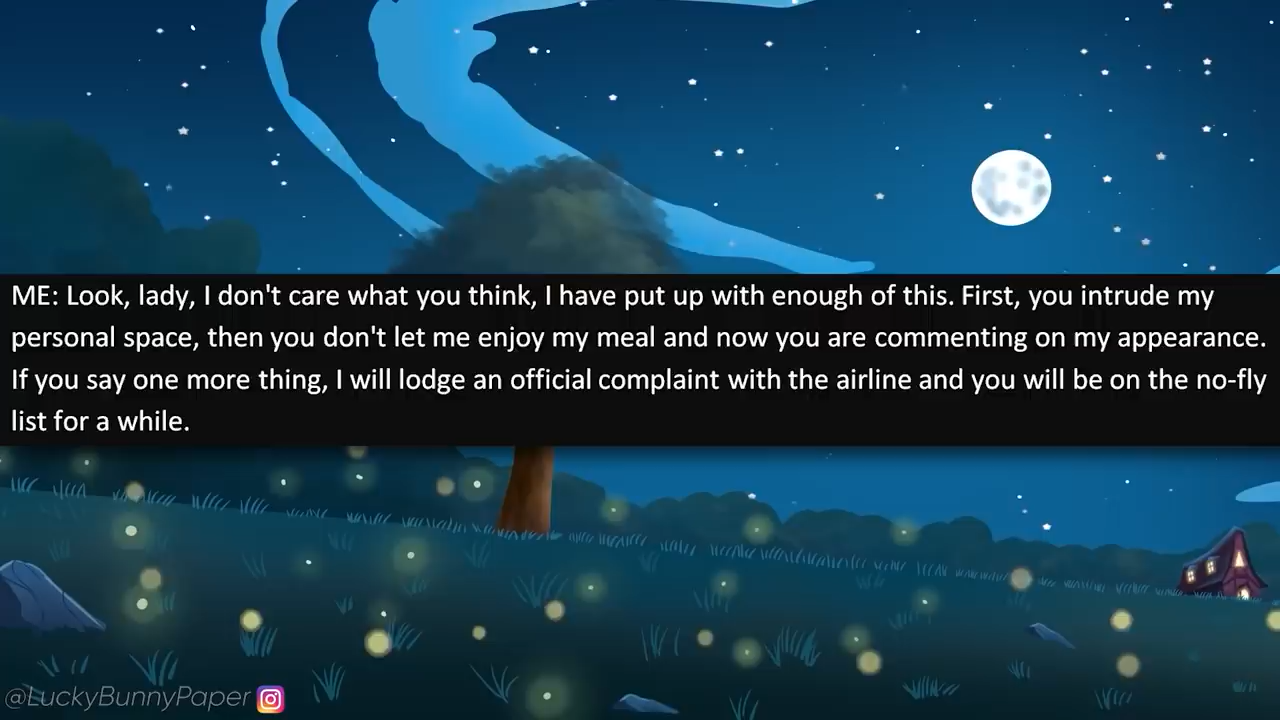 ME: Look, lady, I don't care what you think, I have put up with enough of this. First, you intrude my
personal space, then you don't let me enjoy my meal and now you are commenting on my appearance.
If you say one more thing, I will lodge an official complaint with the airline and you will be on the no-fly
list for a while.
@LuckyBunnyPaper